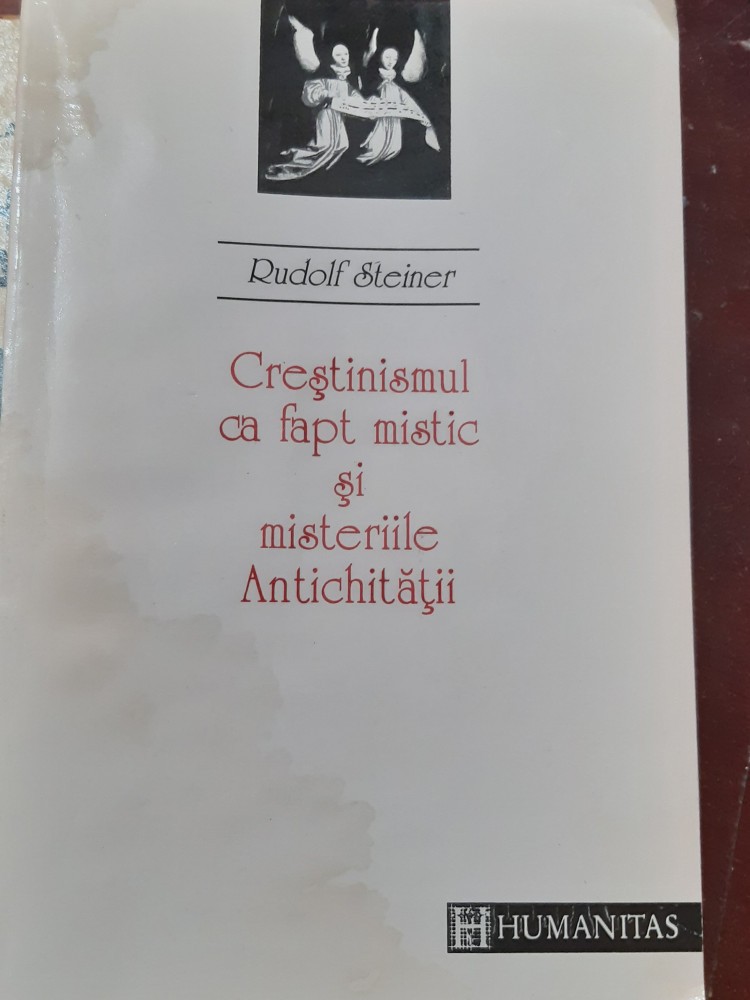 Rudolf Steiner
Creştinismul
ca fapt mistic
şi
misteriile
Antichităţii
HUMANITAS